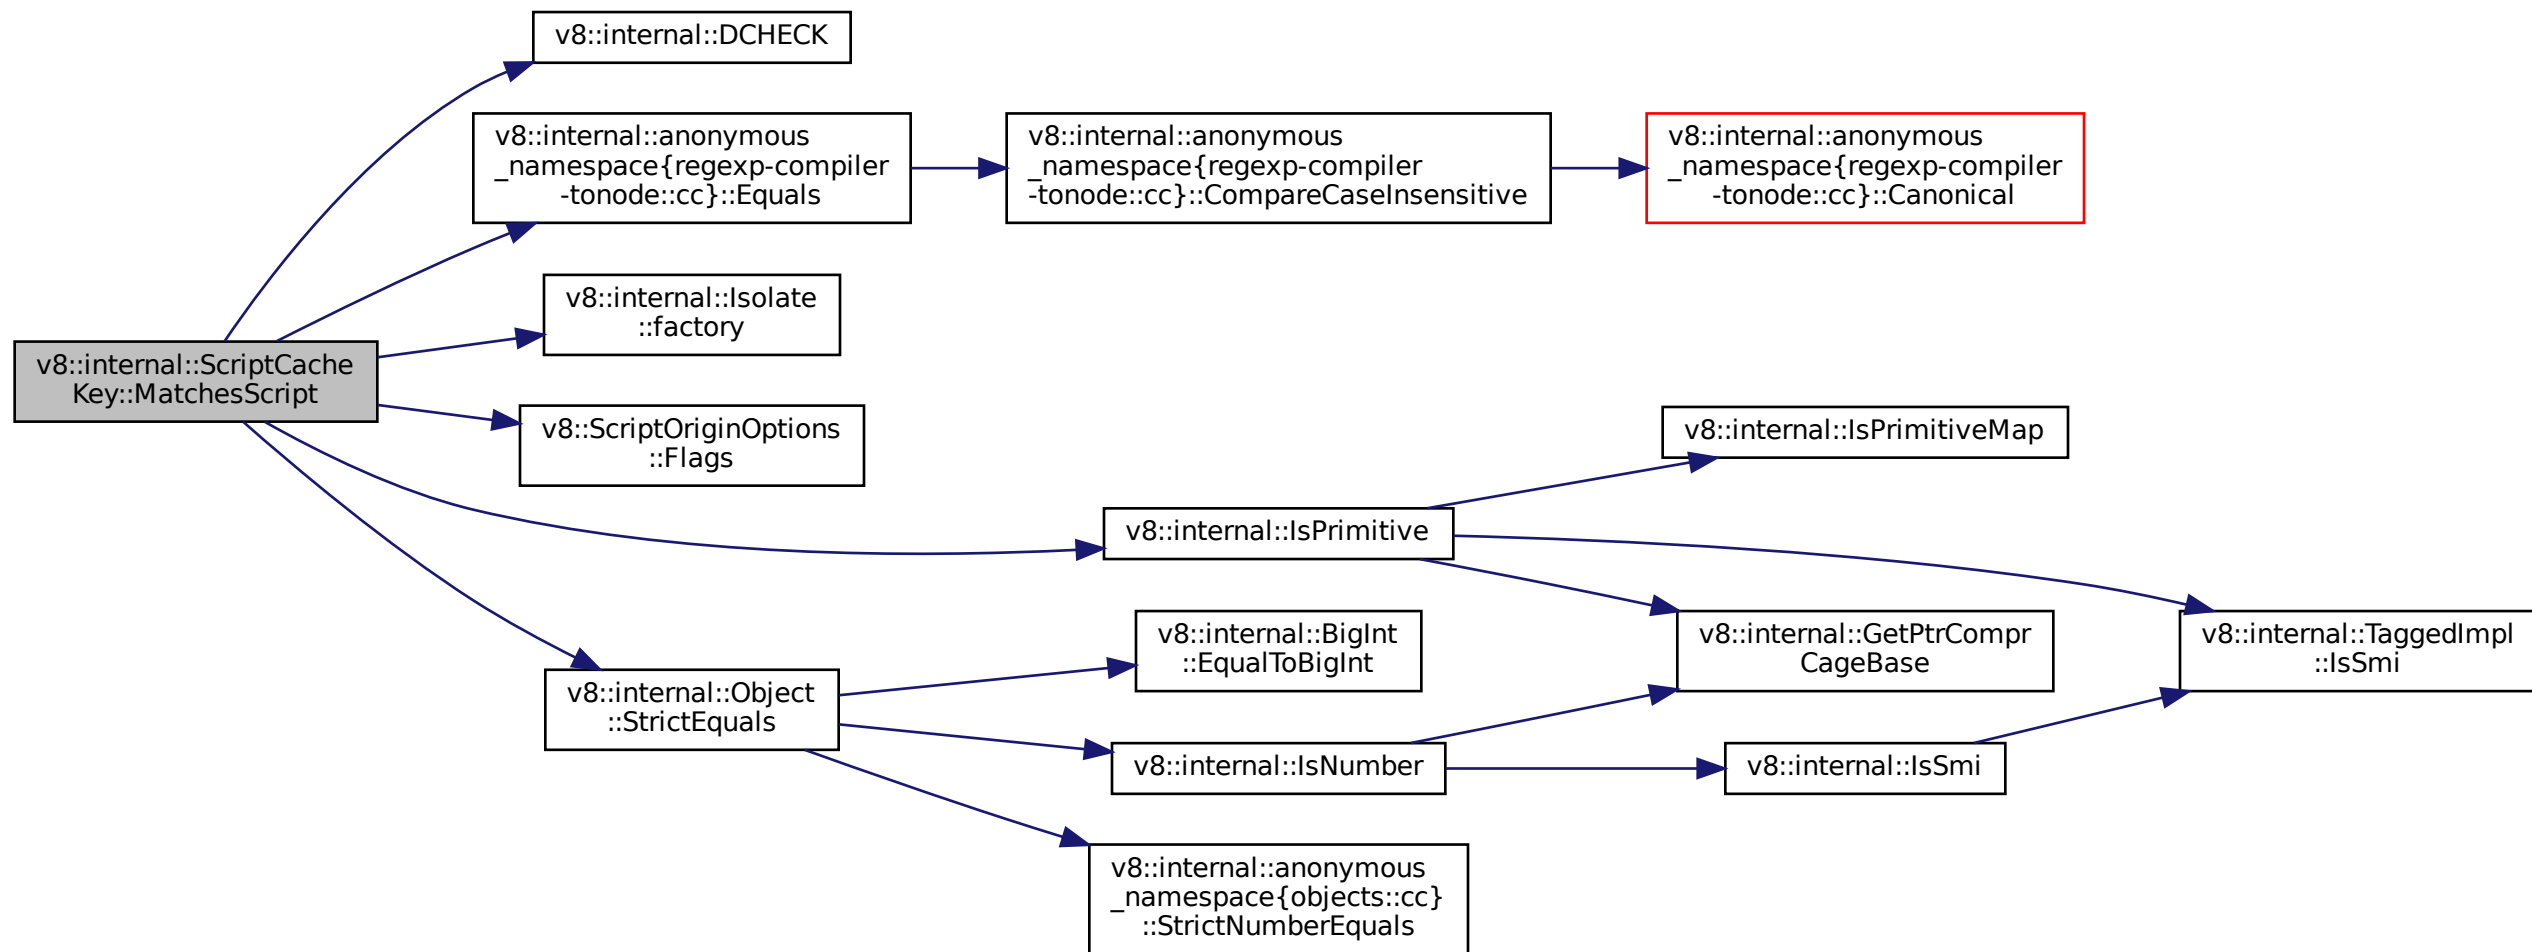 v8::internal::DCHECK
v8::internal::anonymous
_namespace{regexp-compiler
-tonode::cc}::Equals
v8::internal::anonymous
_namespace{regexp-compiler
-tonode::cc}::CompareCaseInsensitive
v8::internal::anonymous
_namespace{regexp-compiler
-tonode::cc}::Canonical
v8::internal::Isolate
::factory
v8::internal::ScriptCache
Key::MatchesScript
v8::ScriptOriginOptions
::Flags
v8::internal::IsPrimitiveMap
v8::internal::IsPrimitive
v8::internal::BigInt
::EqualToBigInt
v8::internal::GetPtrCompr
CageBase
v8::internal::TaggedImpl
::IsSmi
v8::internal::Object
::StrictEquals
v8::internal::IsNumber
v8::internal::IsSmi
v8::internal::anonymous
_namespace{objects::cc}
::StrictNumberEquals